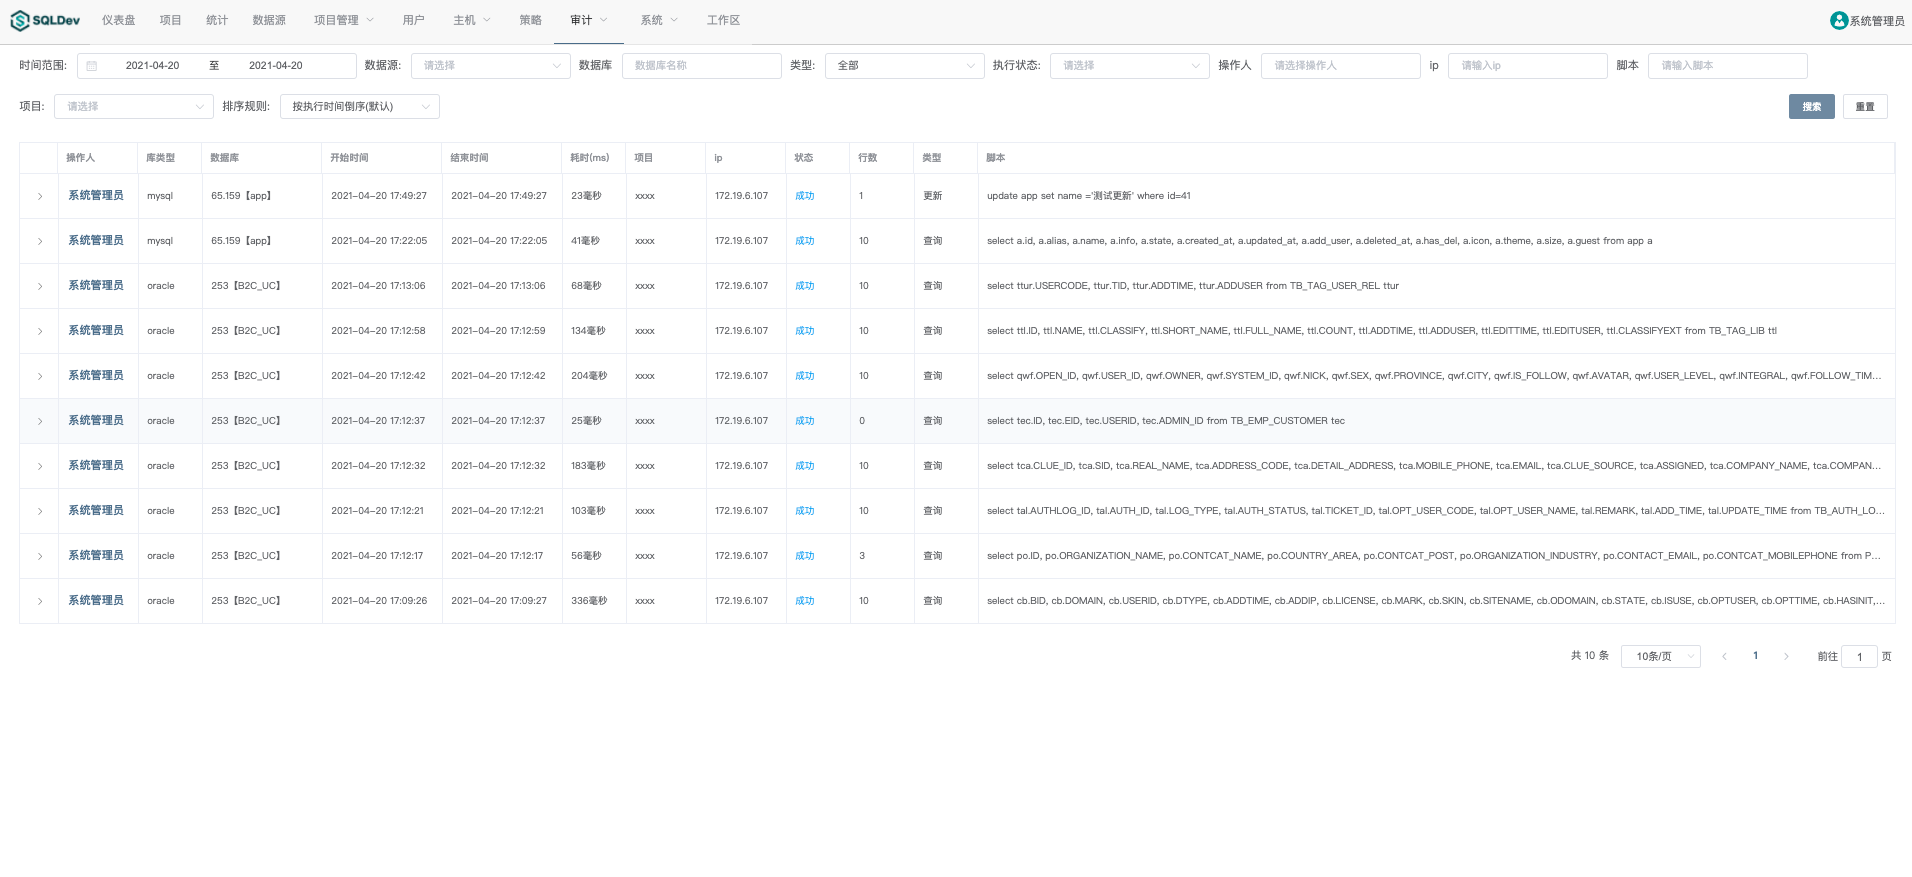 SQLDev 仪表盘 项目 统计 数据源 项目管理 用户 主机 策略 审计 系统 工作区 系统管理员
时间范围: 2021-04-20 至 2021-04-20 数据源: 请选择 数据库 数据库名称 类型: 全部 执行状态: 请选择 操作人 请选择操作人 ip 请输入ip 脚本 请输入脚本
项目: 请选择 排序规则: 按执行时间倒序(默认) 搜索 重置
操作人 库类型 数据库 开始时间 结束时间 耗时(ms) 项目 ip 状态 行数 类型 脚本
系统管理员 mysql 65.159【app】 2021-04-20 17:49:27 2021-04-20 17:49:27 23毫秒 xxxx 172.19.6.107 成功 1 更新 update app set name ='测试更新' where id=41
系统管理员 mysql 65.159【app】 2021-04-20 17:22:05 2021-04-20 17:22:05 41毫秒 xxxx 172.19.6.107 成功 10 查询 select a.id, a.alias, a.name, a.info, a.state, a.created_at, a.updated_at, a.add_user, a.deleted_at, a.has_del, a.icon, a.theme, a.size, a.guest from app a
系统管理员 oracle 253【B2C_UC】 2021-04-20 17:13:06 2021-04-20 17:13:06 68毫秒 xxxx 172.19.6.107 成功 10 查询 select ttur.USERCODE, ttur.TID, ttur.ADDTIME, ttur.ADDUSER from TB_TAG_USER_REL ttur
系统管理员 oracle 253【B2C_UC】 2021-04-20 17:12:58 2021-04-20 17:12:59 134毫秒 xxxx 172.19.6.107 成功 10 查询 select ttl.ID, ttl.NAME, ttl.CLASSIFY, ttl.SHORT_NAME, ttl.FULL_NAME, ttl.COUNT, ttl.ADDTIME, ttl.ADDUSER, ttl.EDITTIME, ttl.EDITUSER, ttl.CLASSIFYEXT from TB_TAG_LIB ttl
系统管理员 oracle 253【B2C_UC】 2021-04-20 17:12:42 2021-04-20 17:12:42 204毫秒 xxxx 172.19.6.107 成功 10 查询 select qwf.OPEN_ID, qwf.USER_ID, qwf.OWNER, qwf.SYSTEM_ID, qwf.NICK, qwf.SEX, qwf.PROVINCE, qwf.CITY, qwf.IS_FOLLOW, qwf.AVATAR, qwf.USER_LEVEL, qwf.INTEGRAL, qwf.FOLLOW_TIM...
系统管理员 oracle 253【B2C_UC】 2021-04-20 17:12:37 2021-04-20 17:12:37 25毫秒 xxxx 172.19.6.107 成功 0 查询 select tec.ID, tec.EID, tec.USERID, tec.ADMIN_ID from TB_EMP_CUSTOMER tec
系统管理员 oracle 253【B2C_UC】 2021-04-20 17:12:32 2021-04-20 17:12:32 183毫秒 xxxx 172.19.6.107 成功 10 查询 select tca.CLUE_ID, tca.SID, tca.REAL_NAME, tca.ADDRESS_CODE, tca.DETAIL_ADDRESS, tca.MOBILE_PHONE, tca.EMAIL, tca.CLUE_SOURCE, tca.ASSIGNED, tca.COMPANY_NAME, tca.COMPAN...
系统管理员 oracle 253【B2C_UC】 2021-04-20 17:12:21 2021-04-20 17:12:21 103毫秒 xxxx 172.19.6.107 成功 10 查询 select tal.AUTHLOG_ID, tal.AUTH_ID, tal.LOG_TYPE, tal.AUTH_STATUS, tal.TICKET_ID, tal.OPT_USER_CODE, tal.OPT_USER_NAME, tal.REMARK, tal.ADD_TIME, tal.UPDATE_TIME from TB_AUTH_LO...
系统管理员 oracle 253【B2C_UC】 2021-04-20 17:12:17 2021-04-20 17:12:17 56毫秒 xxxx 172.19.6.107 成功 3 查询 select po.ID, po.ORGANIZATION_NAME, po.CONTCAT_NAME, po.COUNTRY_AREA, po.CONTCAT_POST, po.ORGANIZATION_INDUSTRY, po.CONTACT_EMAIL, po.CONTCAT_MOBILEPHONE from P...
系统管理员 oracle 253【B2C_UC】 2021-04-20 17:09:26 2021-04-20 17:09:27 336毫秒 xxxx 172.19.6.107 成功 10 查询 select cb.BID, cb.DOMAIN, cb.USERID, cb.DTYPE, cb.ADDTIME, cb.ADDIP, cb.LICENSE, cb.MARK, cb.SKIN, cb.SITENAME, cb.ODOMAIN, cb.STATE, cb.ISUSE, cb.OPTUSER, cb.OPTTIME, cb.HASINIT,...
共 10 条 10条/页 1 前往 1 页